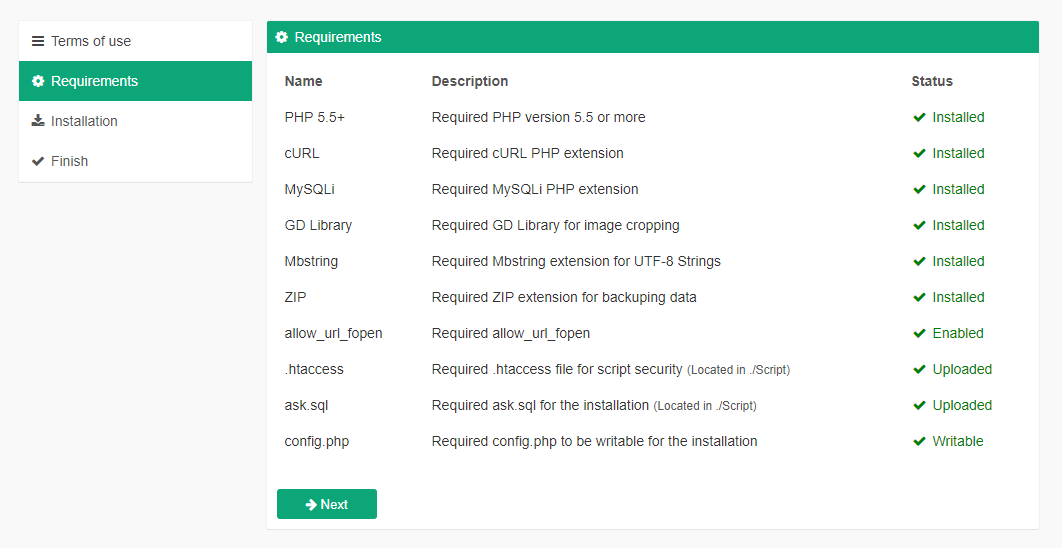 Terms of use
Requirements
Installation
Finish
Requirements
Name Description Status
PHP 5.5+ Required PHP version 5.5 or more Installed
cURL Required cURL PHP extension Installed
MySQLi Required MySQLi PHP extension Installed
GD Library Required GD Library for image cropping Installed
Mbstring Required Mbstring extension for UTF-8 Strings Installed
ZIP Required ZIP extension for backuping data Installed
allow_url_fopen Required allow_url_fopen Enabled
.htaccess Required .htaccess file for script security (Located in ./Script) Uploaded
ask.sql Required ask.sql for the installation (Located in ./Script) Uploaded
config.php Required config.php to be writable for the installation Writable
Next